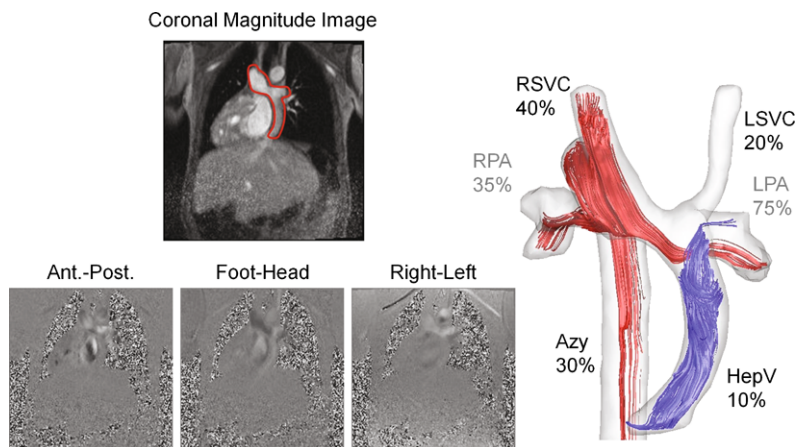 Coronal Magnitude Image
Ant.-Post.
Foot-Head
Right-Left
RSVC
40%
LSVC
20%
RPA
35%
LPA
75%
Azy
30%
HepV
10%